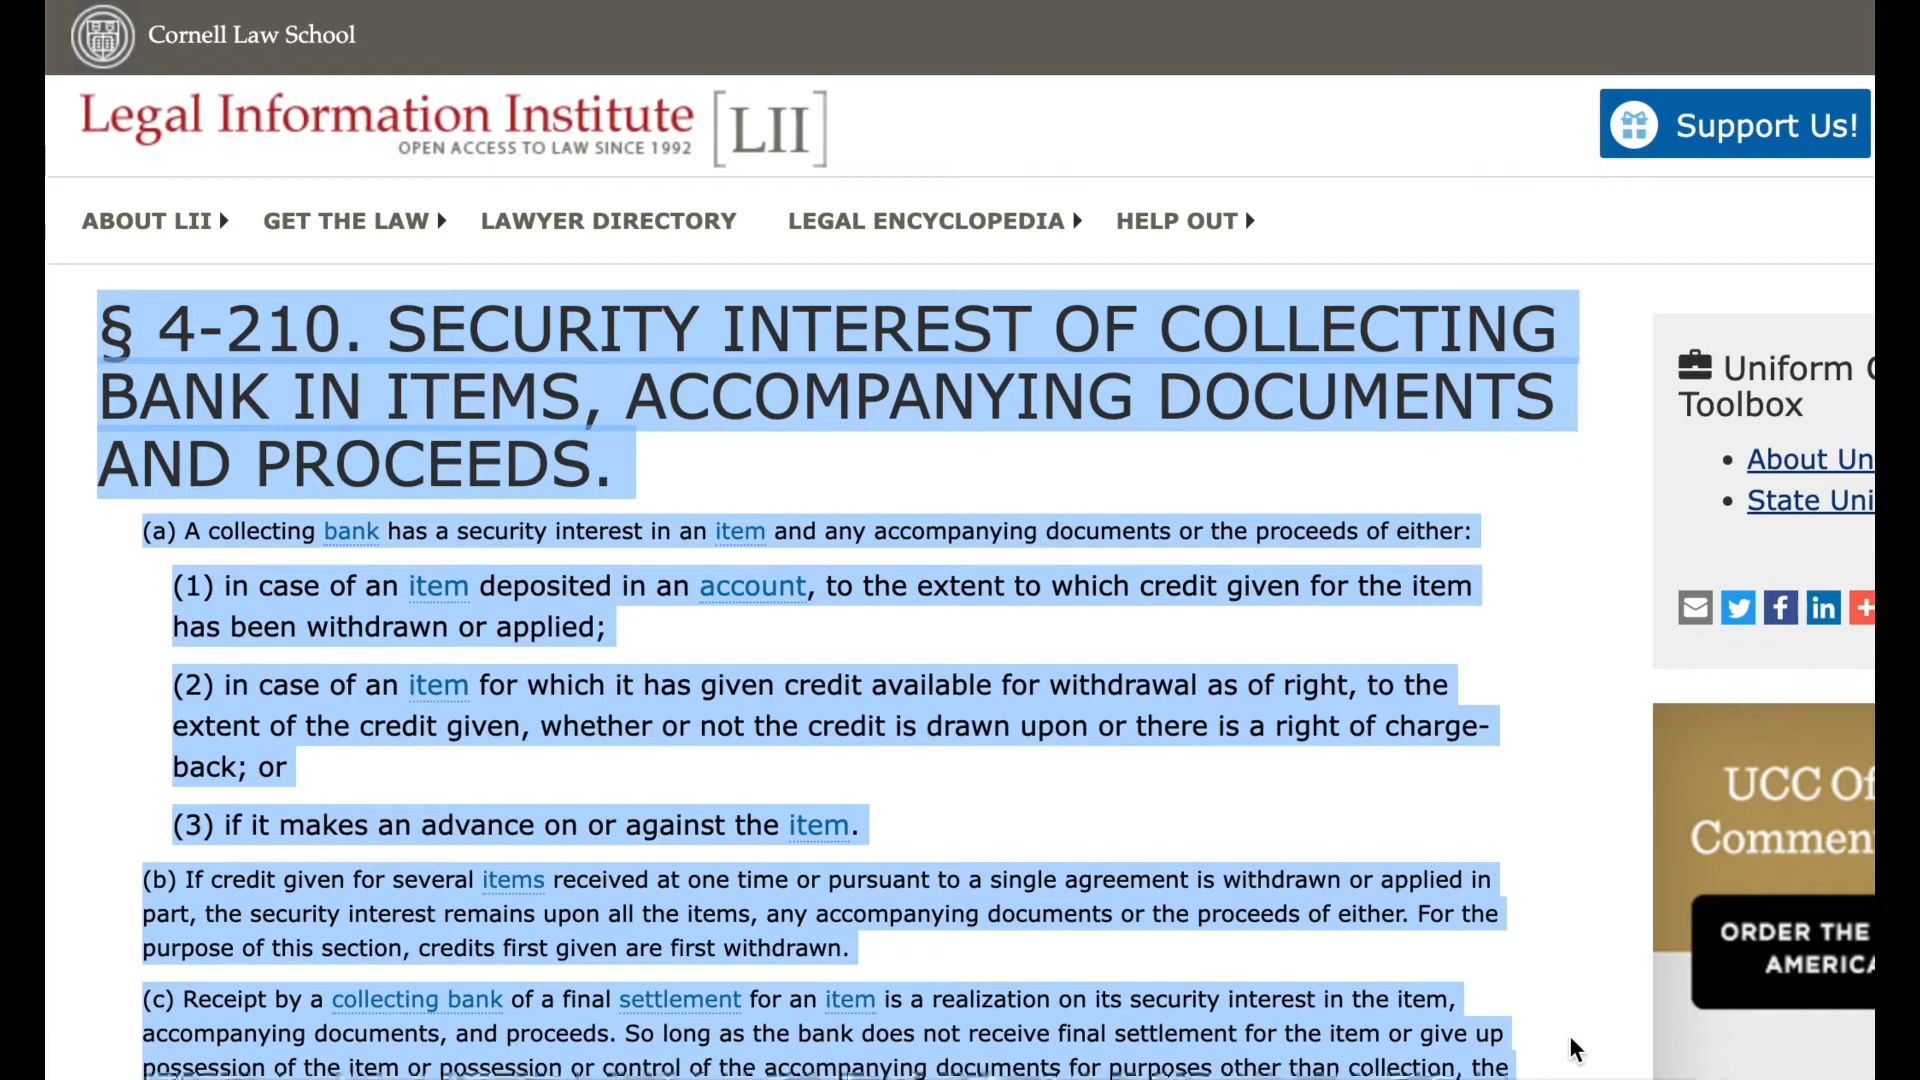 Cornell Law School
Legal Information Institute [LII]
OPEN ACCESS TO LAW SINCE 1992
Support Us!
ABOUT LII GET THE LAW LAWYER DIRECTORY LEGAL ENCYCLOPEDIA HELP OUT
§ 4-210. SECURITY INTEREST OF COLLECTING
BANK IN ITEMS, ACCOMPANYING DOCUMENTS
AND PROCEEDS.
(a) A collecting bank has a security interest in an item and any accompanying documents or the proceeds of either:
(1) in case of an item deposited in an account, to the extent to which credit given for the item
has been withdrawn or applied;
(2) in case of an item for which it has given credit available for withdrawal as of right, to the
extent of the credit given, whether or not the credit is drawn upon or there is a right of charge-
back; or
(3) if it makes an advance on or against the item.
(b) If credit given for several items received at one time or pursuant to a single agreement is withdrawn or applied in
part, the security interest remains upon all the items, any accompanying documents or the proceeds of either. For the
purpose of this section, credits first given are first withdrawn.
(c) Receipt by a collecting bank of a final settlement for an item is a realization on its security interest in the item,
accompanying documents, and proceeds. So long as the bank does not receive final settlement for the item or give up
possession of the item or possession or control of the accompanying documents for purposes other than collection, the
Uniform
Toolbox
• About Un
• State Uni
UCC Of
Commen
ORDER THE
AMERICA